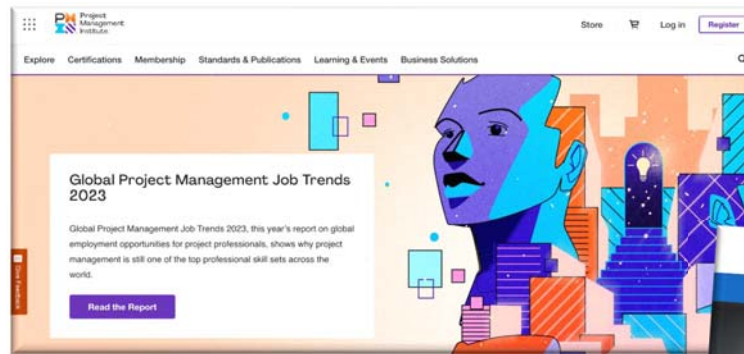 Project
Management
Institute.
Store
Log in
Register
Explore Certifications Membership Standards & Publications Learning & Events Business Solutions
Global Project Management Job Trends
2023
Global Project Management Job Trends 2023, this year's report on global
employment opportunities for project professionals, shows why project
management is still one of the top professional skill sets across the
world.
Read the Report
Give Feedback